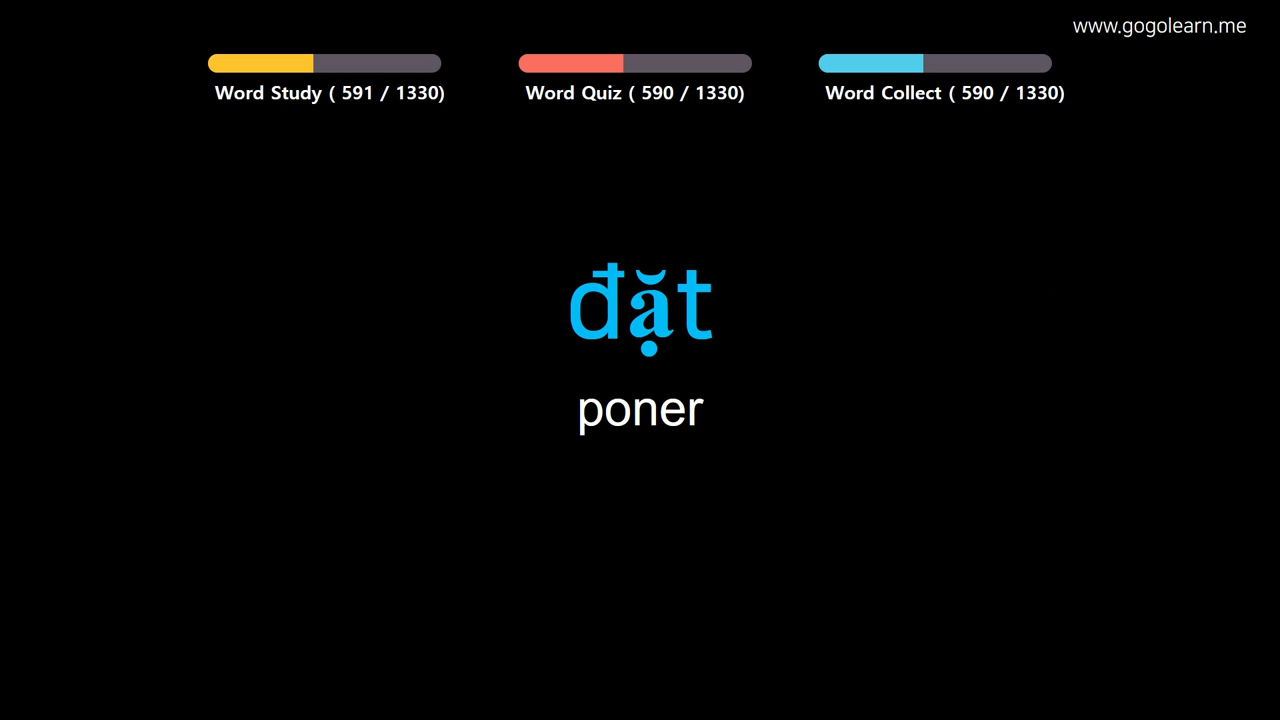 www.gogolearn.me
Word Study ( 591 / 1330)
Word Quiz ( 590 / 1330)
Word Collect ( 590 / 1330)
đặt
poner